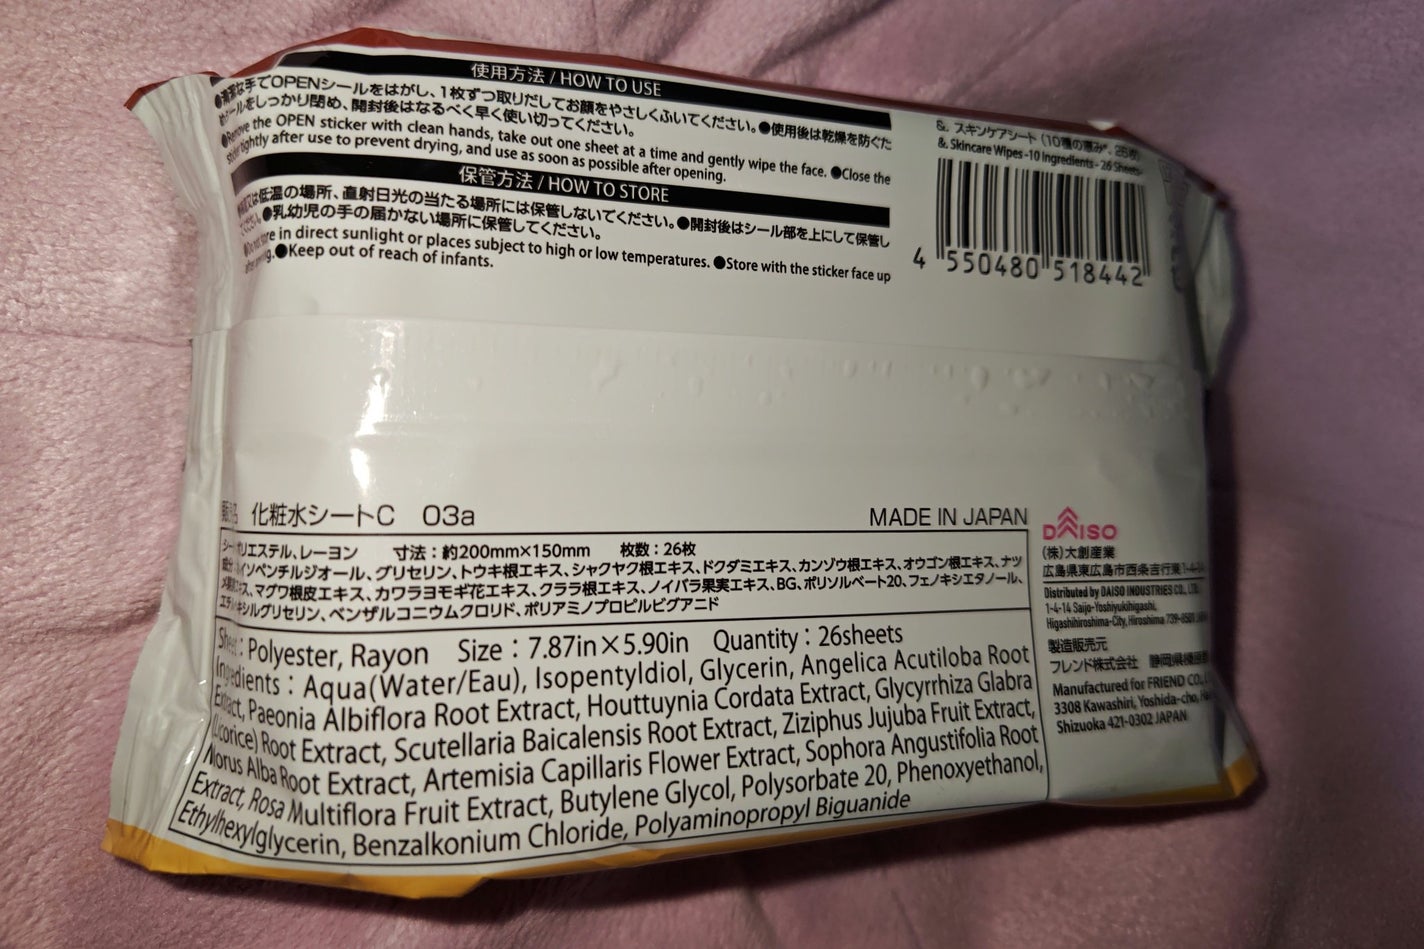 使用方法 / HOW TO USE
●清潔な手でOPENシールをはがし、1枚ずつ取りだしてお顔をやさしくふいてください。●使用後は乾燥を防ぐため
シールをしっかり閉め、開封後はなるべく早く使い切ってください。
●Remove the OPEN sticker with clean hands, take out one sheet at a time and gently wipe the face. ●Close the
sticker tightly after use to prevent drying, and use as soon as possible after opening.
保管方法 / HOW TO STORE
低温の場所、直射日光の当たる場所には保管しないでください。●開封後はシール部を上にして保管し
●乳幼児の手の届かない場所に保管してください。
in direct sunlight or places subject to high or low temperatures. ●Store with the sticker face up
●Keep out of reach of infants.
&. スキンケアシート (10種の恵み*. 26枚)
&. Skincare Wipes -10 Ingredients- 26 Sheets-
4 550480 518442
化粧水シートC 03a
MADE IN JAPAN
ポリエステル、レーヨン 寸法：約200mm×150mm 枚数：26枚
イソペンチルジオール、グリセリン、トウキ根エキス、シャクヤク根エキス、ドクダミエキス、カンゾウ根エキス、オウゴン根エキス、ナツ
メ果実エキス、マグワ根皮エキス、カワラヨモギ花エキス、クララ根エキス、ノイバラ果実エキス、BG、ポリソルベート20、フェノキシエタノール、
エチルヘキシルグリセリン、ベンザルコニウムクロリド、ポリアミノプロピルビグアニド
Sheet : Polyester, Rayon Size : 7.87in×5.90in Quantity : 26sheets
Ingredients : Aqua(Water/Eau), Isopentyldiol, Glycerin, Angelica Acutiloba Root
Extract, Paeonia Albiflora Root Extract, Houttuynia Cordata Extract, Glycyrrhiza Glabra
(Licorice) Root Extract, Scutellaria Baicalensis Root Extract, Ziziphus Jujuba Fruit Extract,
Morus Alba Root Extract, Artemisia Capillaris Flower Extract, Sophora Angustifolia Root
Extract, Rosa Multiflora Fruit Extract, Butylene Glycol, Polysorbate 20, Phenoxyethanol,
Ethylhexylglycerin, Benzalkonium Chloride, Polyaminopropyl Biguanide
DAISO
(株)大創産業
広島県東広島市西条吉行東1-4-14
Distributed by DAISO INDUSTRIES CO., LTD.
1-4-14 Saijo-Yoshiyukihigashi,
Higashihiroshima-City, Hiroshima 739-8501
製造販売元
フレンド株式会社 静岡県榛原郡
Manufactured for FRIEND CO.,
3308 Kawashiri, Yoshida-cho,
Shizuoka 421-0302 JAPAN